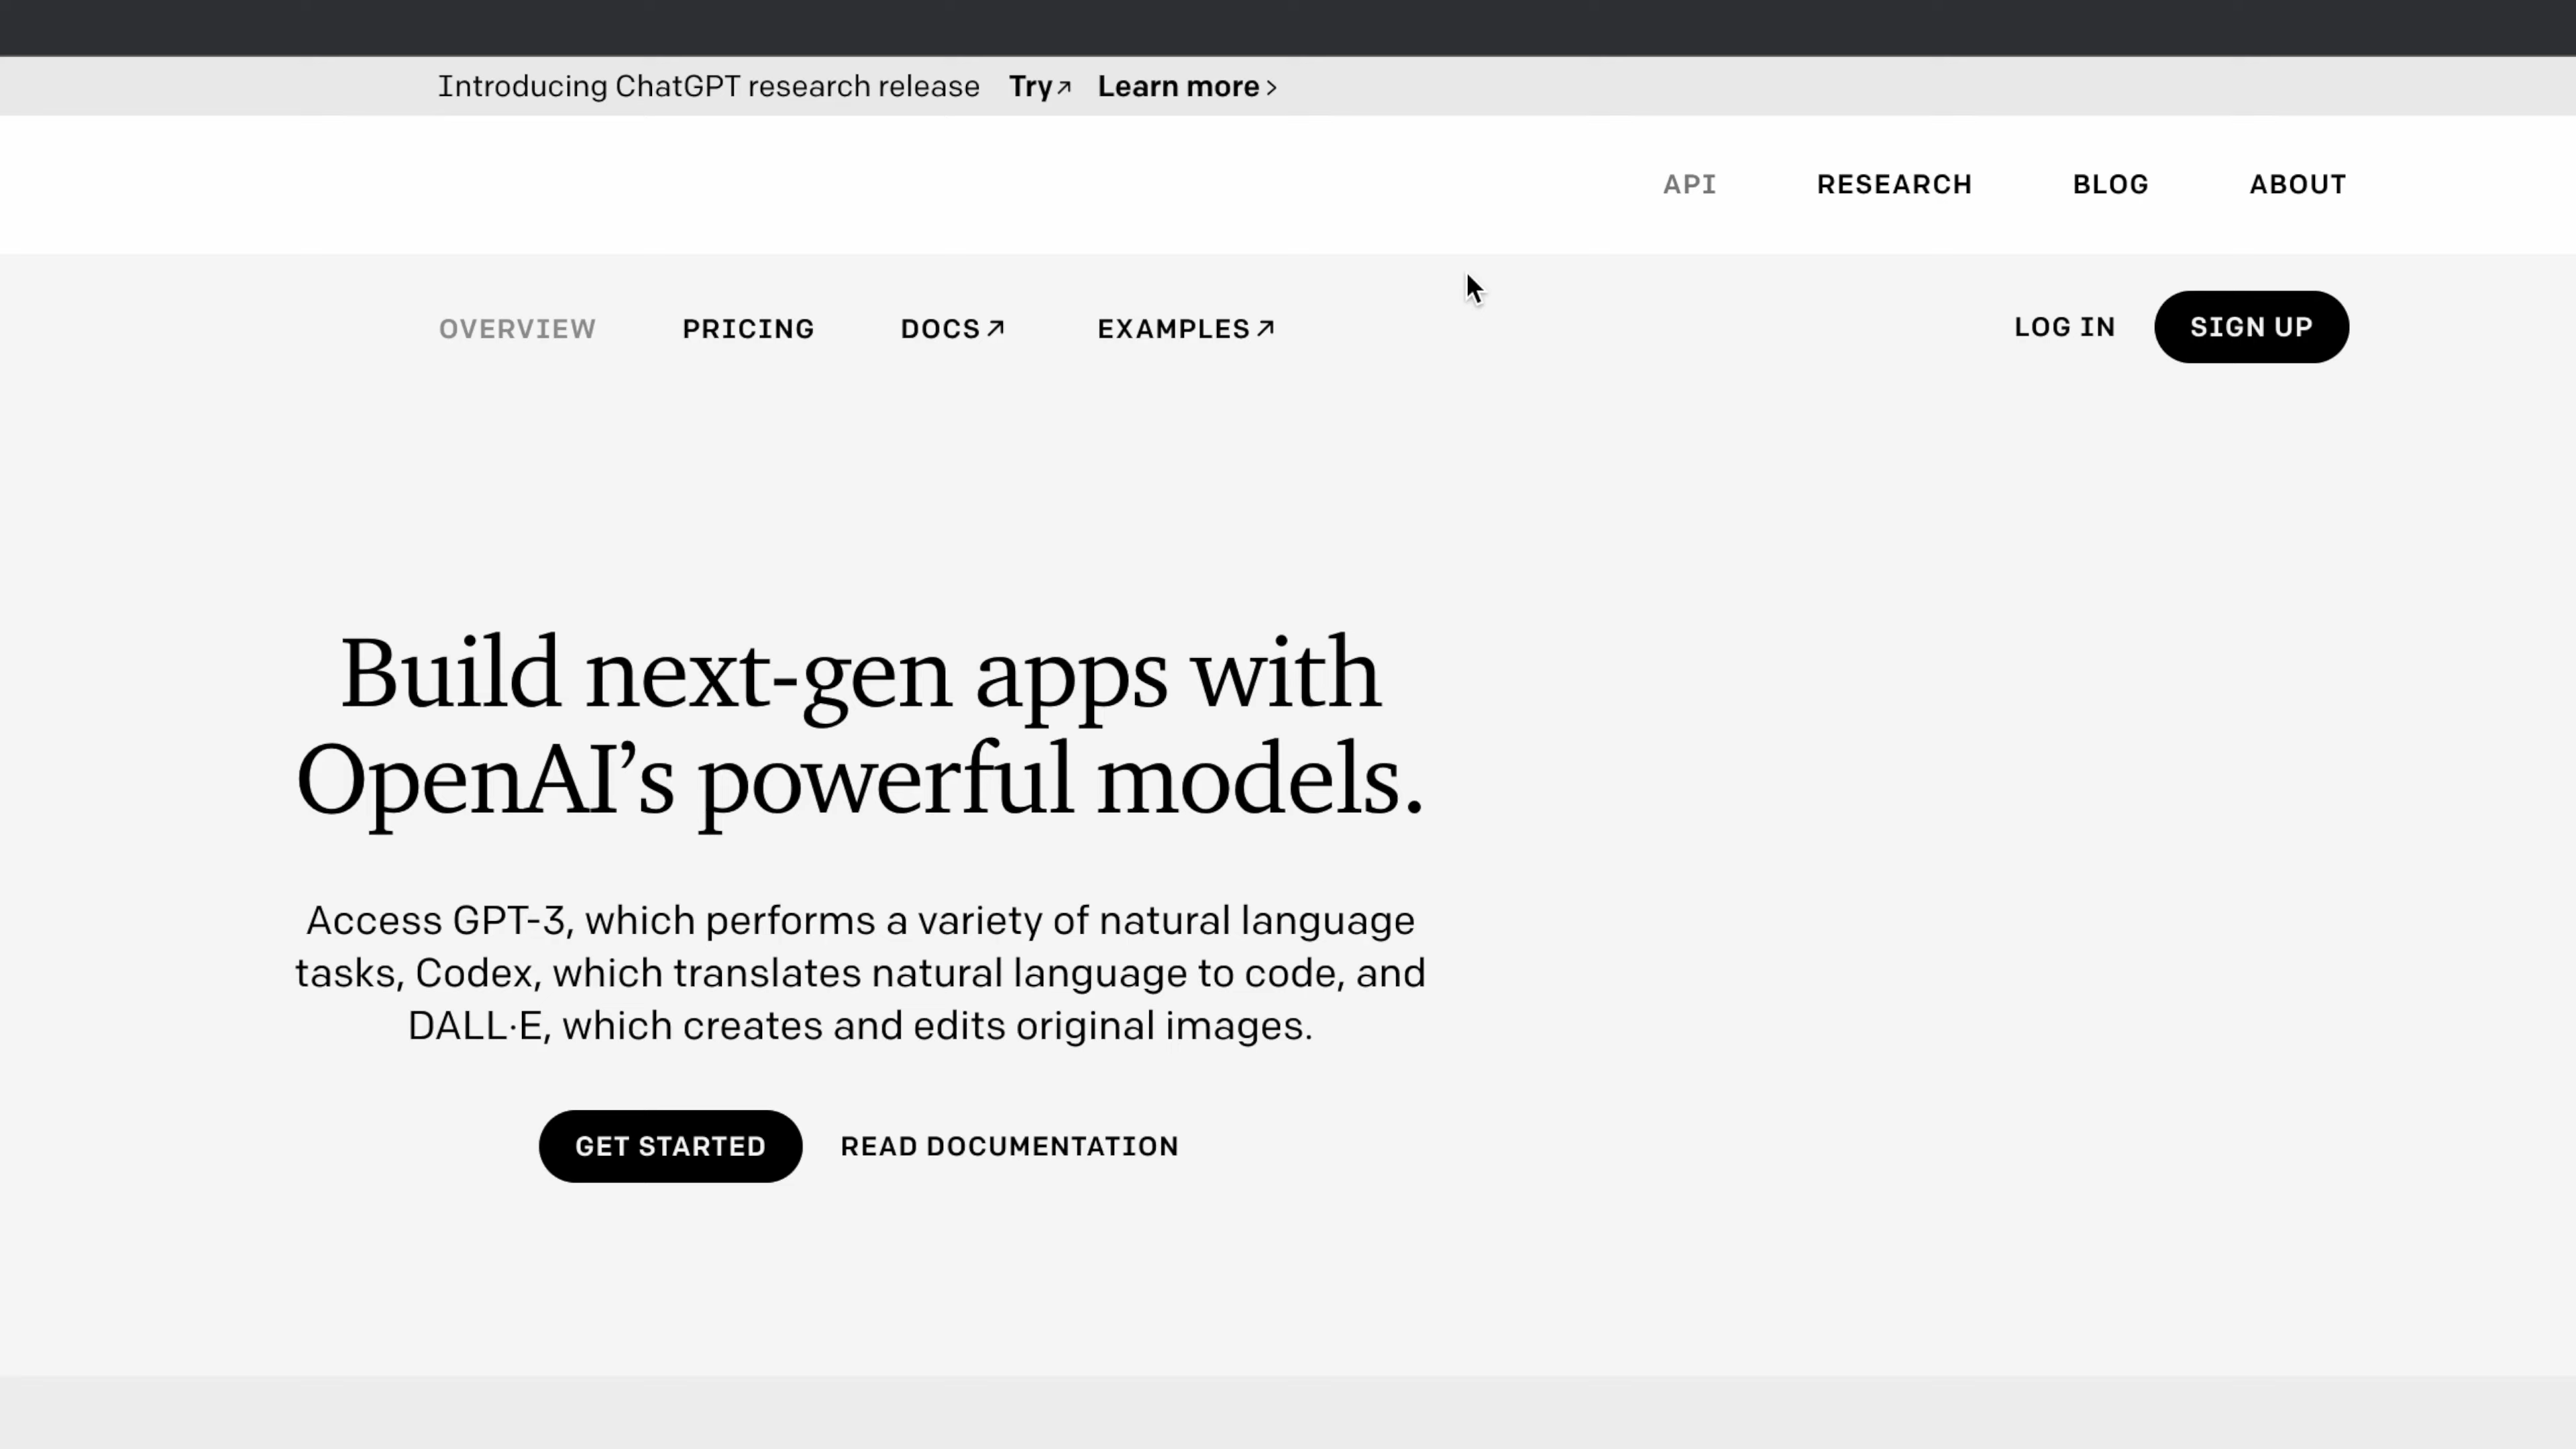 Introducing ChatGPT research release Try↗ Learn more ›
API RESEARCH BLOG ABOUT
OVERVIEW PRICING DOCS↗ EXAMPLES↗ LOG IN SIGN UP
Build next-gen apps with
OpenAI’s powerful models.
Access GPT-3, which performs a variety of natural language
tasks, Codex, which translates natural language to code, and
DALL·E, which creates and edits original images.
GET STARTED READ DOCUMENTATION